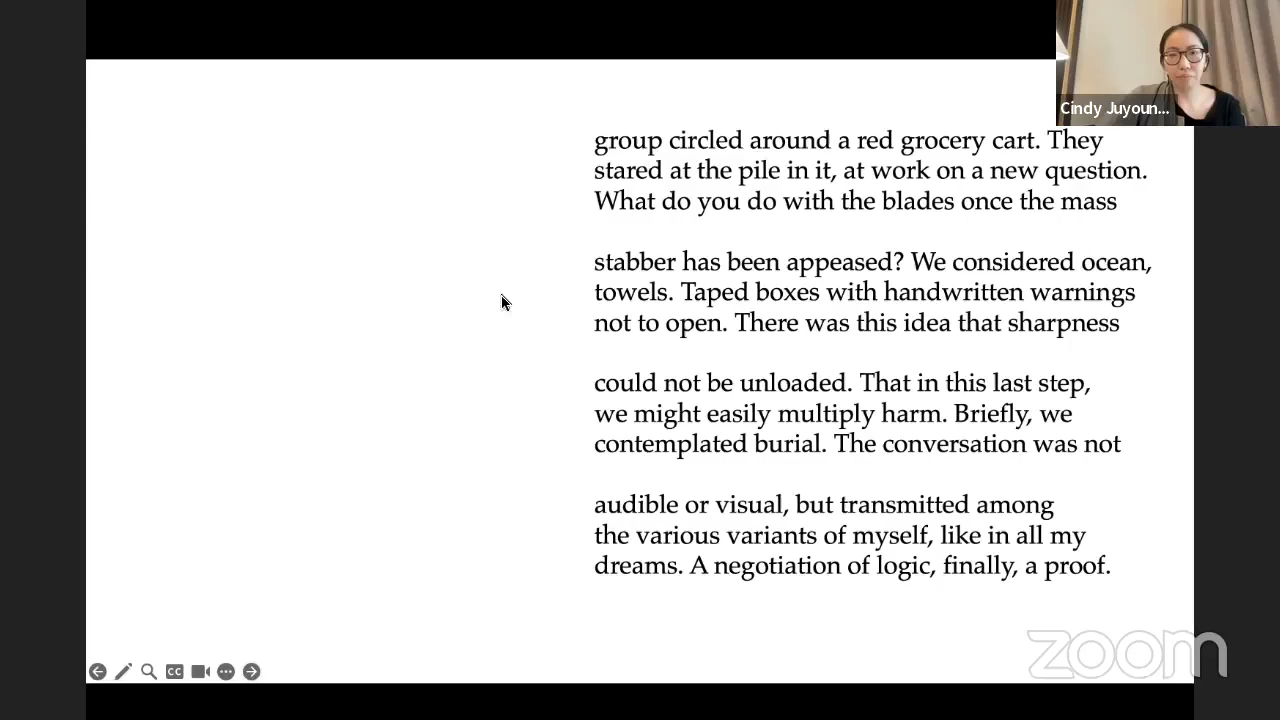 Cindy Juyoun...
group circled around a red grocery cart. They
stared at the pile in it, at work on a new question.
What do you do with the blades once the mass
stabber has been appeased? We considered ocean,
towels. Taped boxes with handwritten warnings
not to open. There was this idea that sharpness
could not be unloaded. That in this last step,
we might easily multiply harm. Briefly, we
contemplated burial. The conversation was not
audible or visual, but transmitted among
the various variants of myself, like in all my
dreams. A negotiation of logic, finally, a proof.
CC
zoom